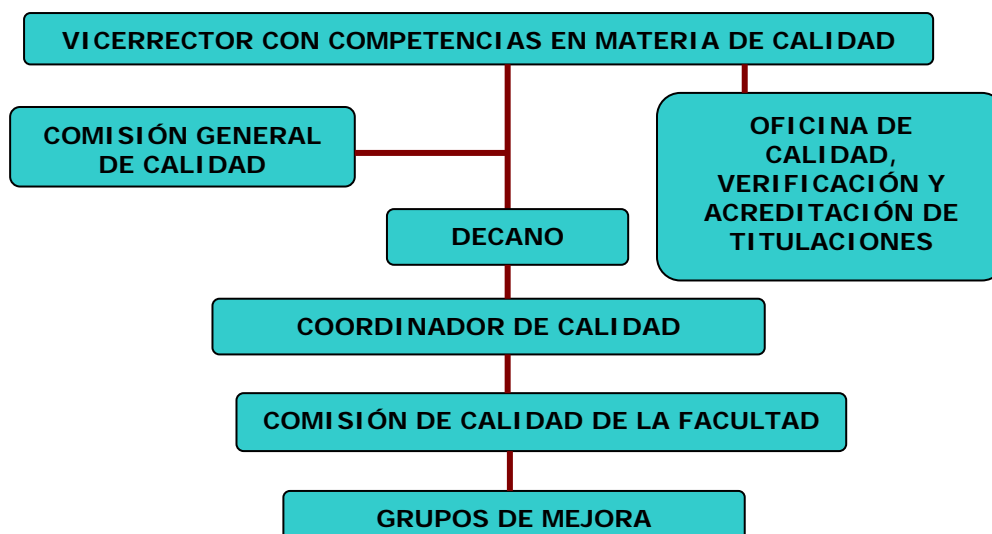 VICERRECTOR CON COMPETENCIAS EN MATERIA DE CALIDAD
COMISIÓN GENERAL
DE CALIDAD
OFICINA DE
CALIDAD,
VERIFICACIÓN Y
ACREDITACIÓN DE
TITULACIONES
DECANO
COORDINADOR DE CALIDAD
COMISIÓN DE CALIDAD DE LA FACULTAD
GRUPOS DE MEJORA